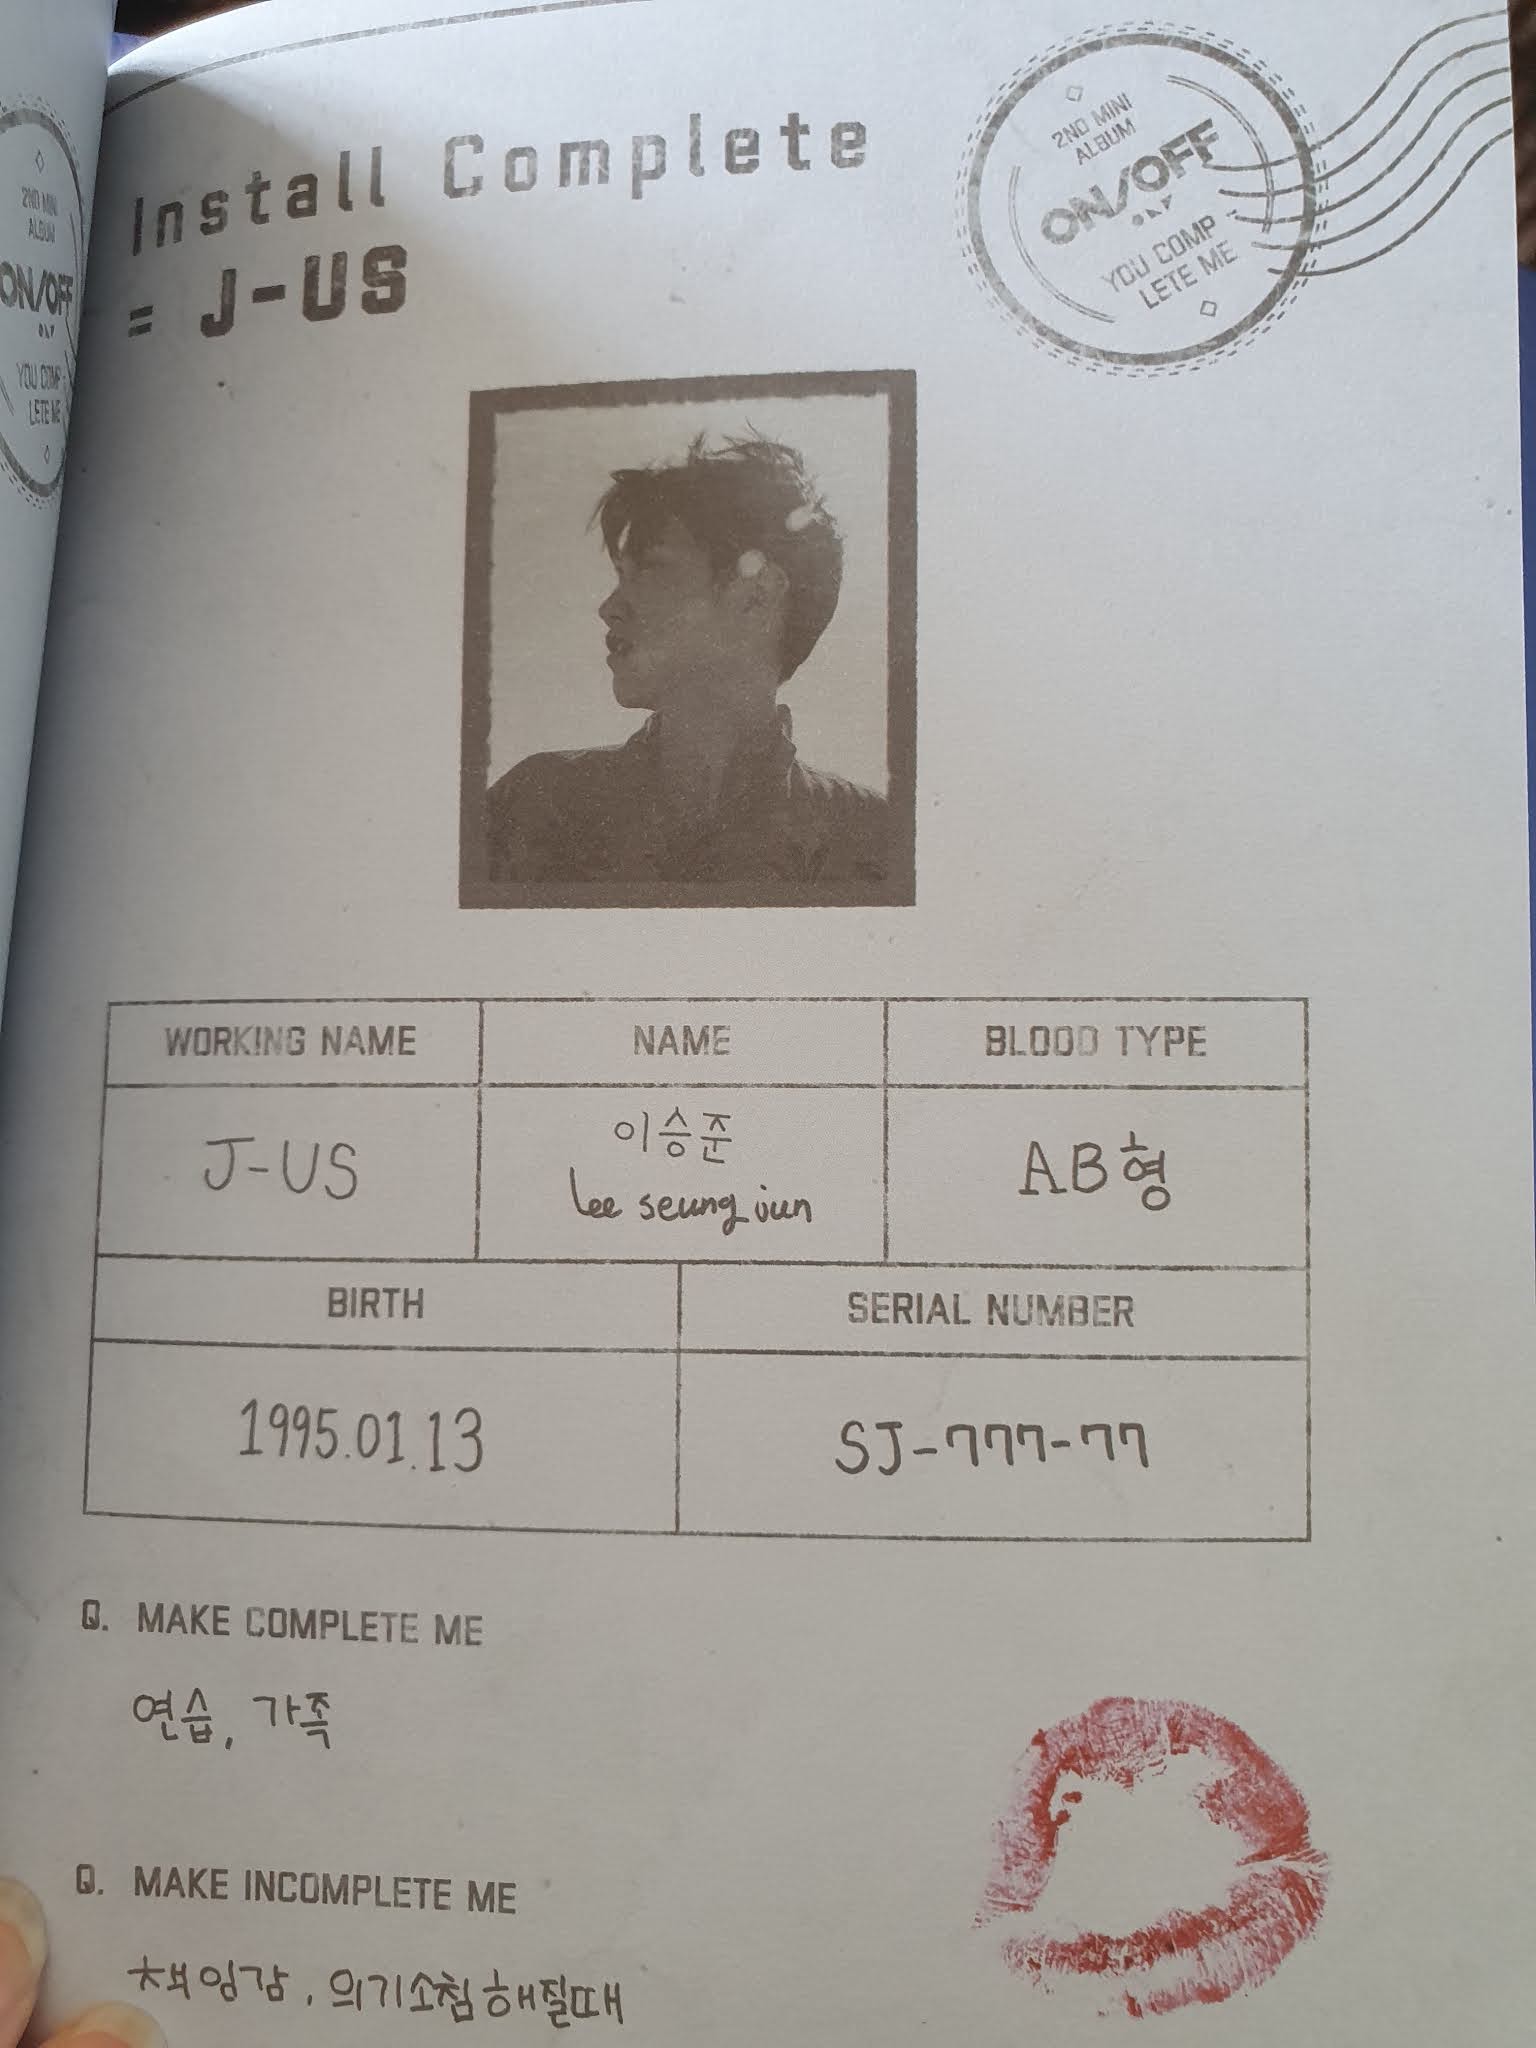 Install Complete
= J-US
2ND MINI
ALBUM
ON/OFF
YOU COMP -
LETE ME
2ND MINI
ALBUM
ON/OFF
YOU COMP -
LETE ME
WORKING NAME
NAME
BLOOD TYPE
J-US
이승준
Lee seung jun
AB형
BIRTH
SERIAL NUMBER
1995.01.13
SJ-777-77
Q. MAKE COMPLETE ME
연습, 가족
Q. MAKE INCOMPLETE ME
책임감, 의기소침해질때